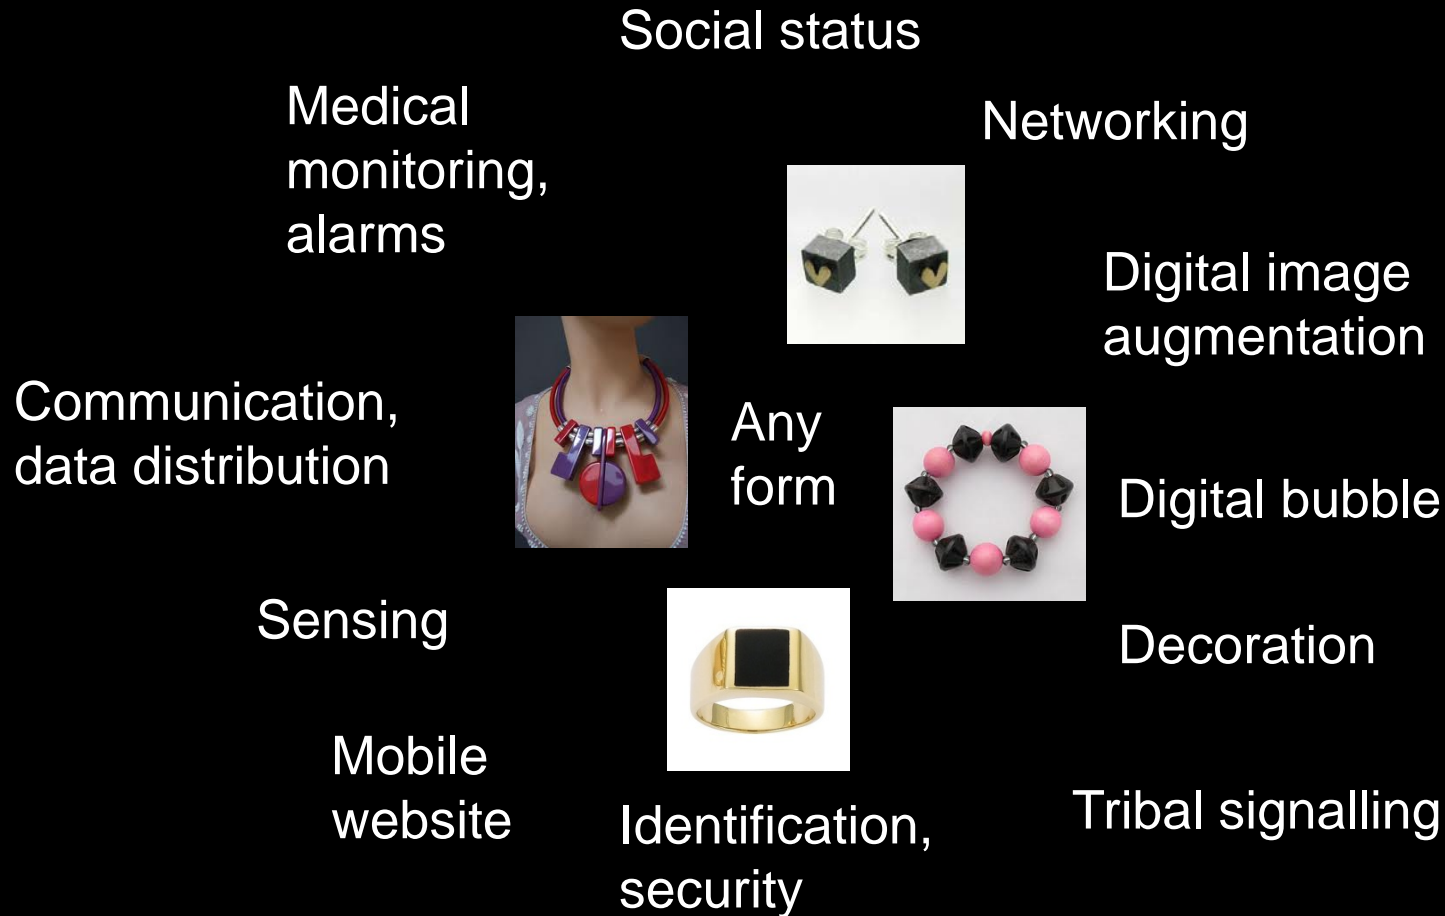 Social status
Medical
monitoring,
alarms
Networking
Digital image
augmentation
Communication,
data distribution
Any
form
Digital bubble
Sensing
Decoration
Mobile
website
Identification,
security
Tribal signalling